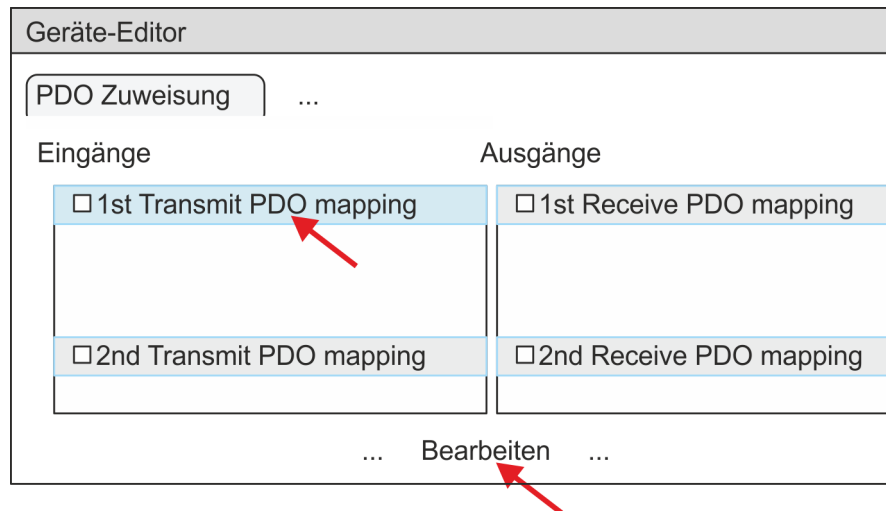 Geräte-Editor
PDO Zuweisung ...
Eingänge Ausgänge
1st Transmit PDO mapping 1st Receive PDO mapping
2nd Transmit PDO mapping 2nd Receive PDO mapping
... Bearbeiten ...